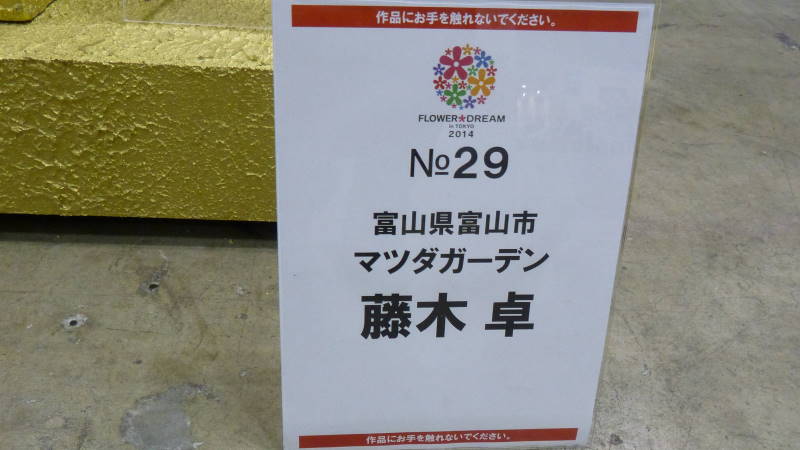 作品にお手を触れないでください。
FLOWER★DREAM
in TOKYO
2014
№29
富山県富山市
マツダガーデン
藤木 卓
作品にお手を触れないでください。